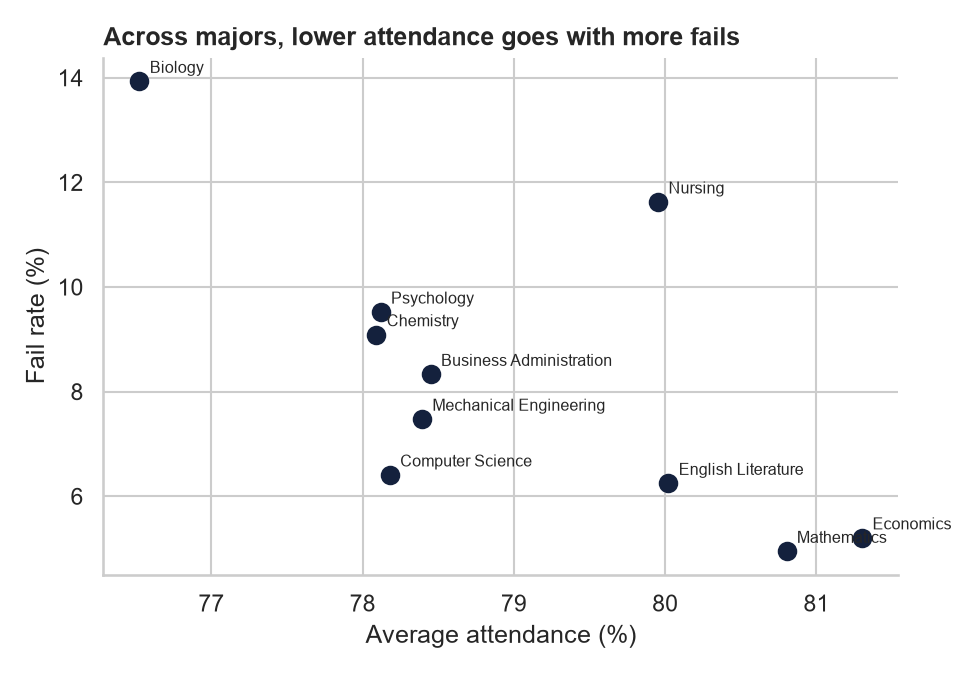 Across majors, lower attendance goes with more fails
Biology
14
12
Nursing
10
Psychology
Chemistry
Business Administration
8
Mechanical Engineering
Computer Science
English Literature
6
Economics
Mathematics
Fail rate (%)
77
78
79
80
81
Average attendance (%)